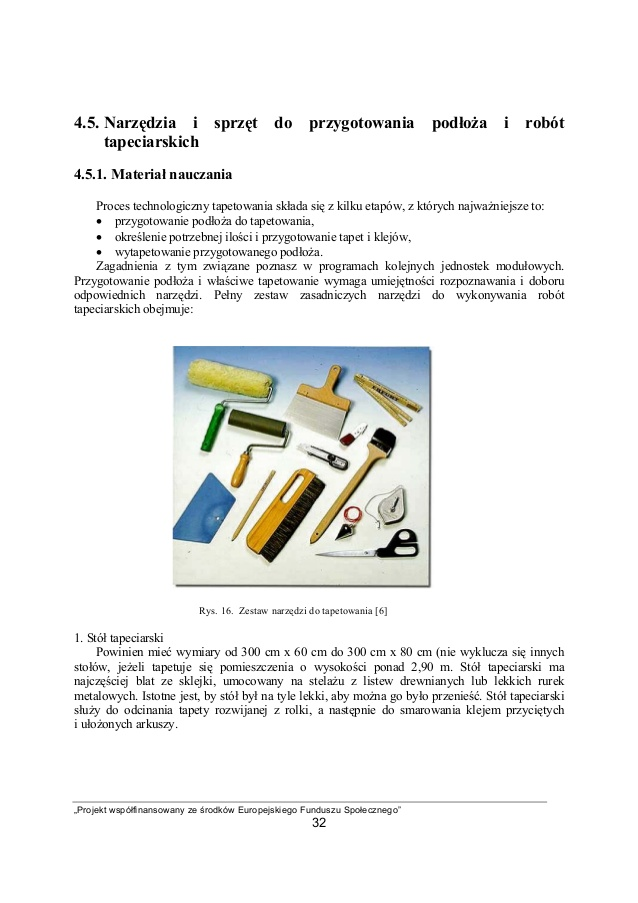 4.5. Narzędzia i sprzęt do przygotowania podłoża i robót
tapeciarskich
4.5.1. Materiał nauczania
Proces technologiczny tapetowania składa się z kilku etapów, z których najważniejsze to:
• przygotowanie podłoża do tapetowania,
• określenie potrzebnej ilości i przygotowanie tapet i klejów,
• wytapetowanie przygotowanego podłoża.
Zagadnienia z tym związane poznasz w programach kolejnych jednostek modułowych.
Przygotowanie podłoża i właściwe tapetowanie wymaga umiejętności rozpoznawania i doboru
odpowiednich narzędzi. Pełny zestaw zasadniczych narzędzi do wykonywania robót
tapeciarskich obejmuje:
Rys. 16. Zestaw narzędzi do tapetowania [6]
1. Stół tapeciarski
Powinien mieć wymiary od 300 cm x 60 cm do 300 cm x 80 cm (nie wyklucza się innych
stołów, jeżeli tapetuje się pomieszczenia o wysokości ponad 2,90 m. Stół tapeciarski ma
najczęściej blat ze sklejki, umocowany na stelażu z listew drewnianych lub lekkich rurek
metalowych. Istotne jest, by stół był na tyle lekki, aby można go było przenieść. Stół tapeciarski
służy do odcinania tapety rozwijanej z rolki, a następnie do smarowania klejem przyciętych
i ułożonych arkuszy.
„Projekt współfinansowany ze środków Europejskiego Funduszu Społecznego”
32